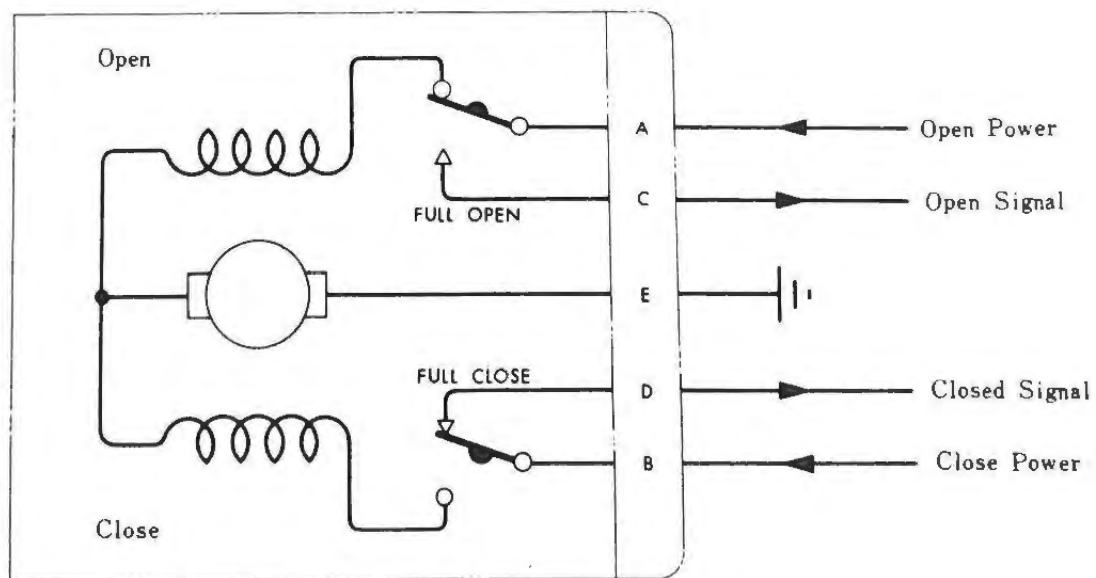 Open
A
Open Power
C
Open Signal
FULL OPEN
E
FULL CLOSE
D
Closed Signal
B
Close Power
Close